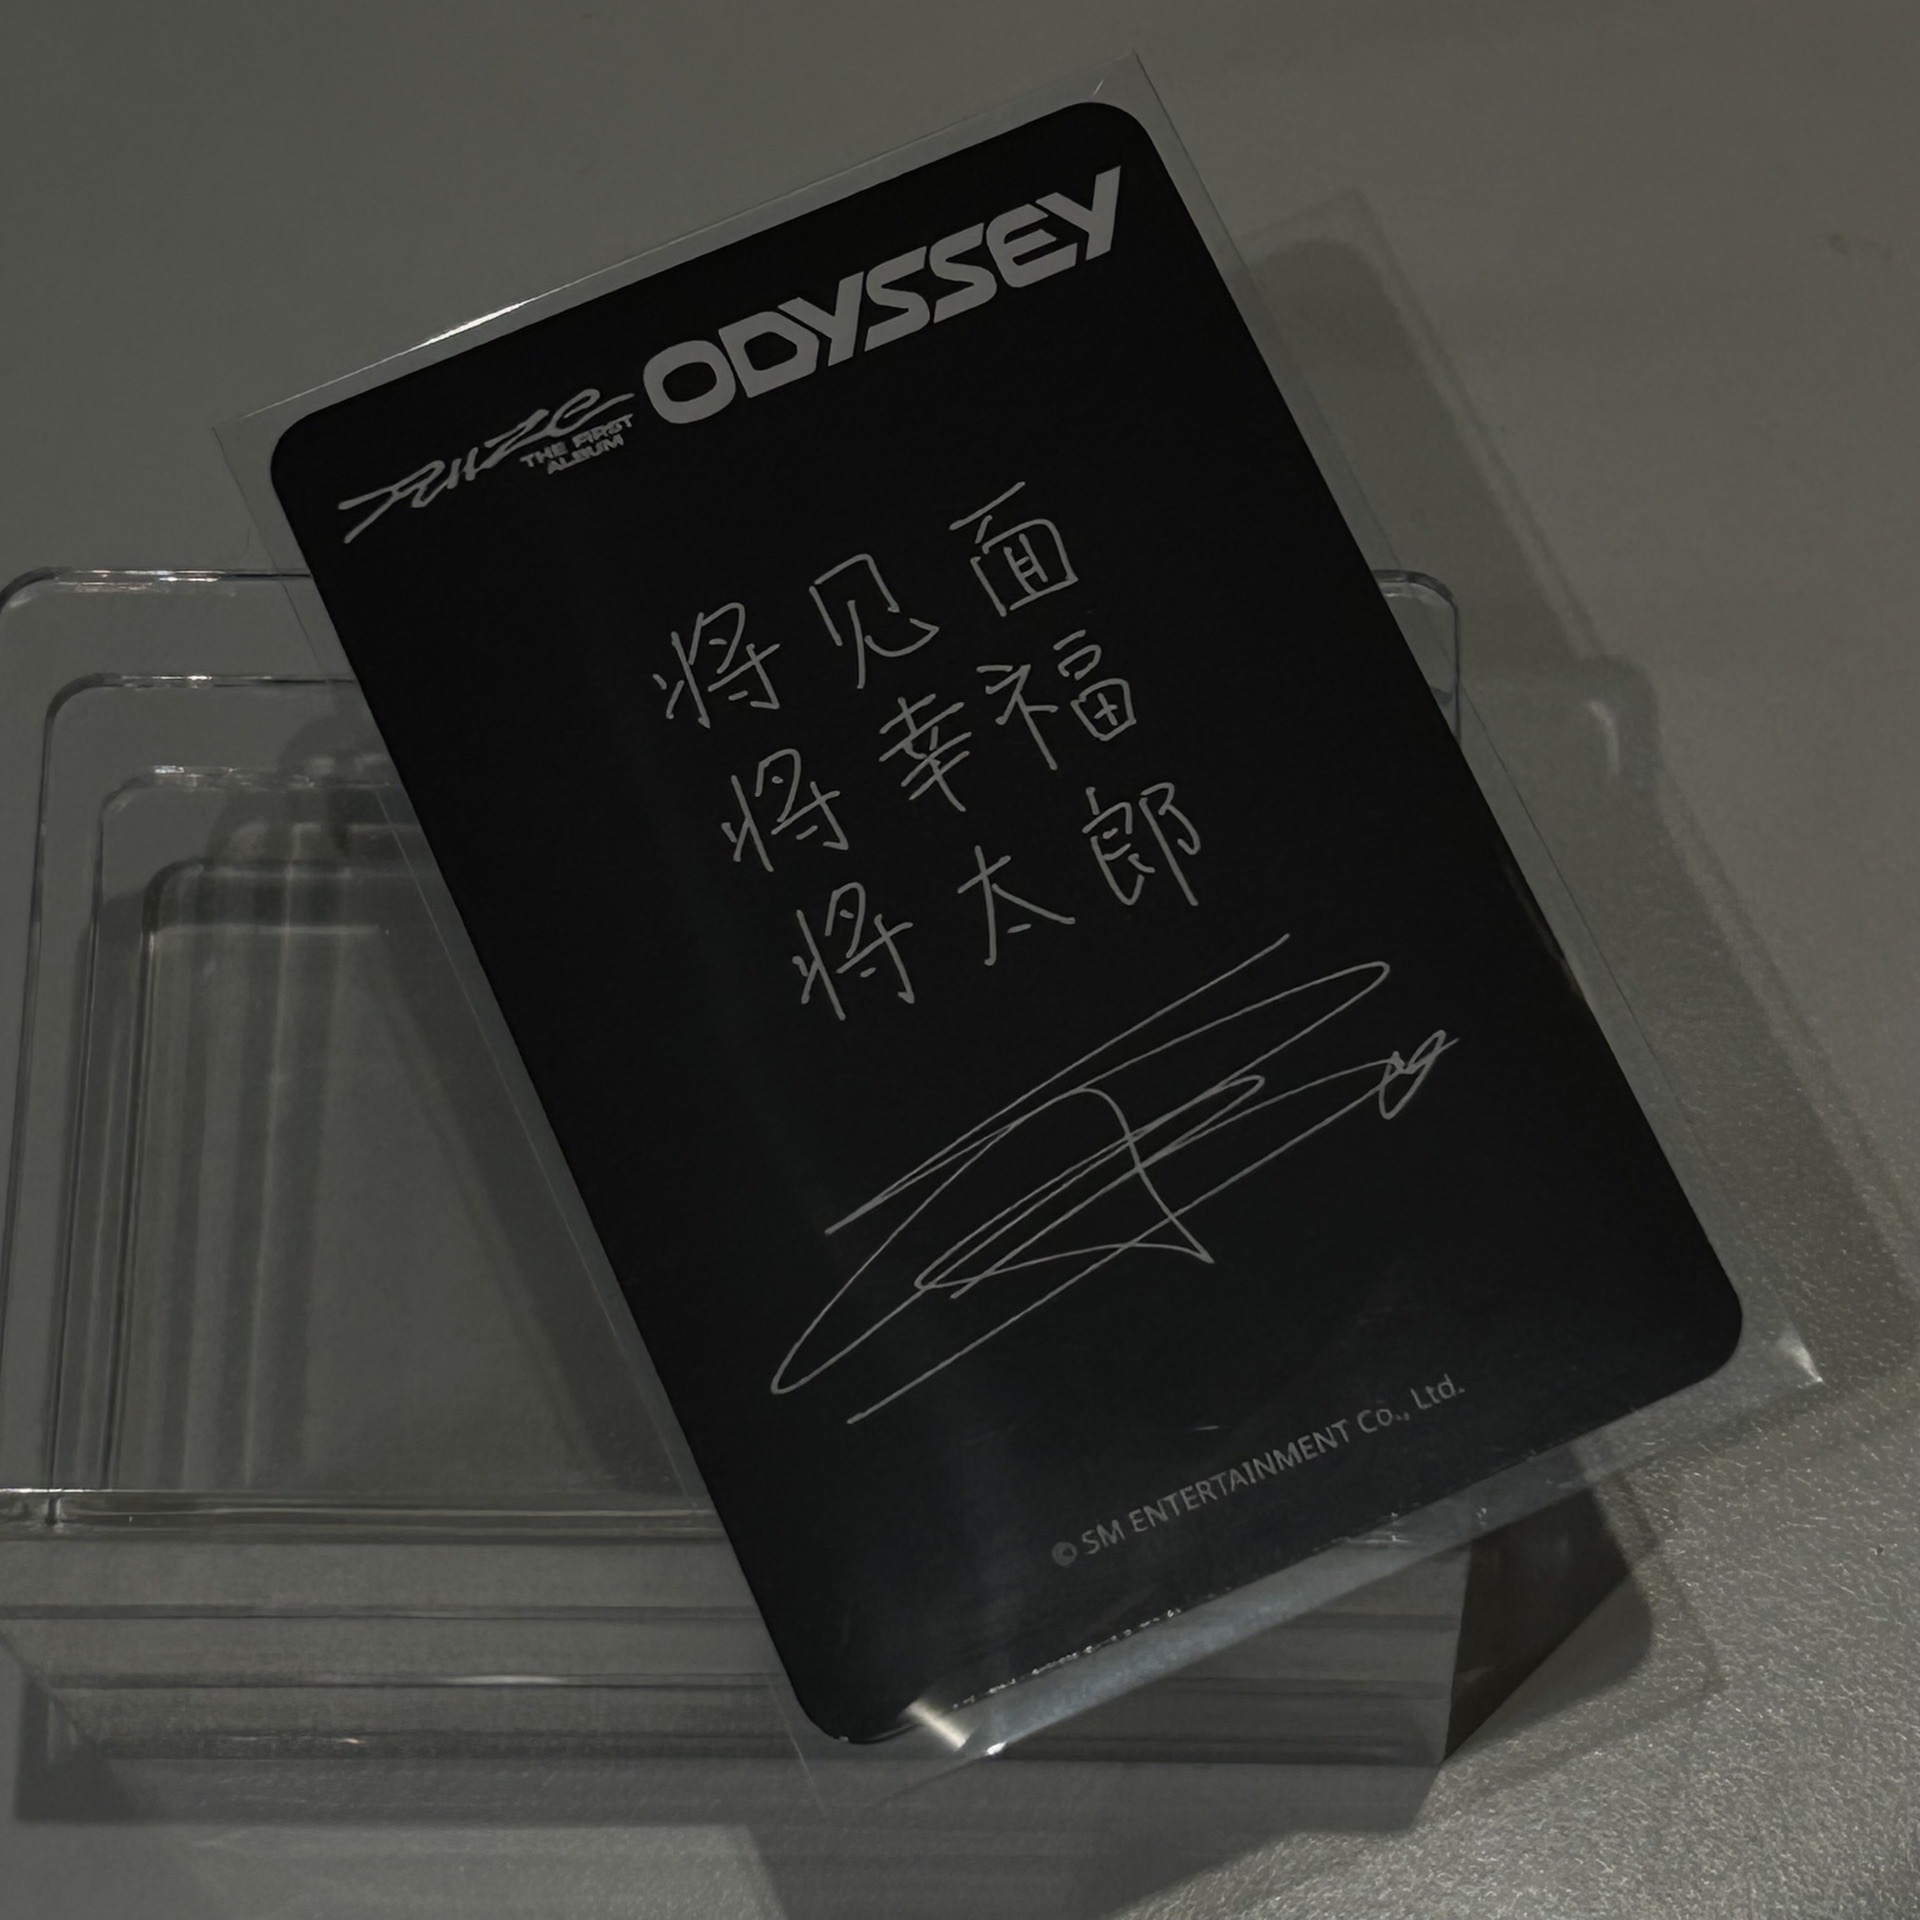 RIIZE
THE FIRST
ALBUM
ODYSSEY
将见面
将幸福
将太郎
© SM ENTERTAINMENT Co., Ltd.